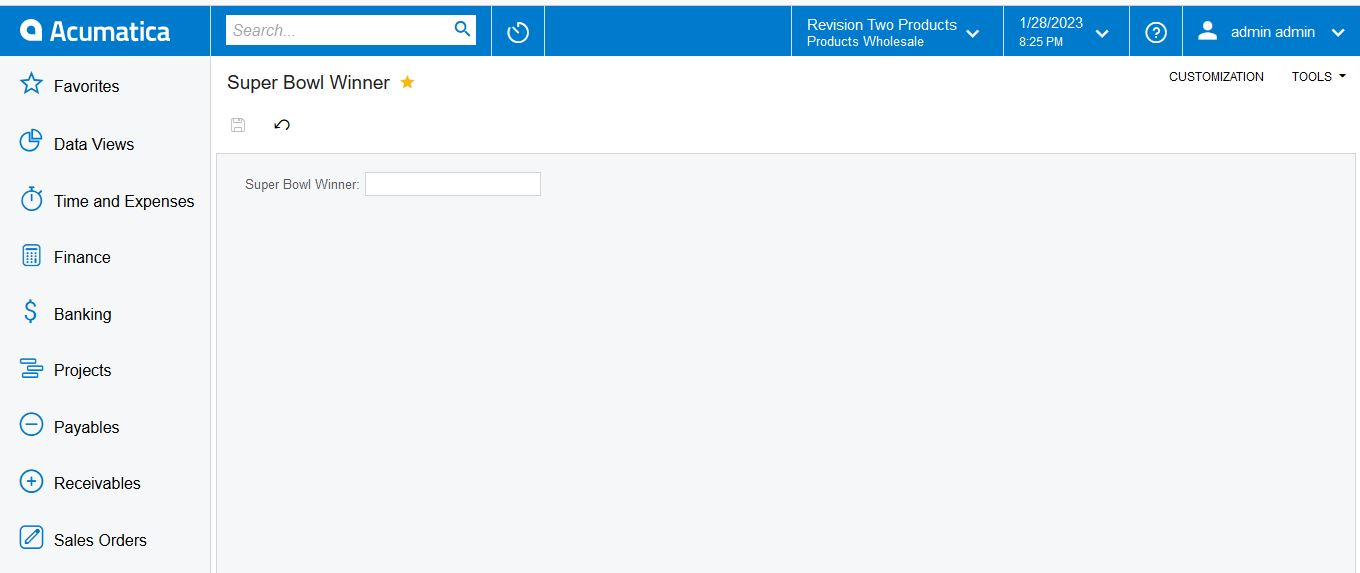 Acumatica
Search...
Revision Two Products
Products Wholesale
1/28/2023
8:25 PM
admin admin
Favorites
Data Views
Time and Expenses
Finance
Banking
Projects
Payables
Receivables
Sales Orders
Super Bowl Winner
CUSTOMIZATION
TOOLS
Super Bowl Winner: